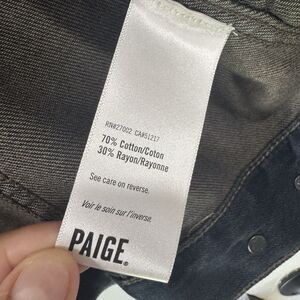 RN#27002 CA#51217
70% Cotton/Coton
30% Rayon/Rayonne
See care on reverse.
Voir le soin sur l'inverse.
PAIGE®